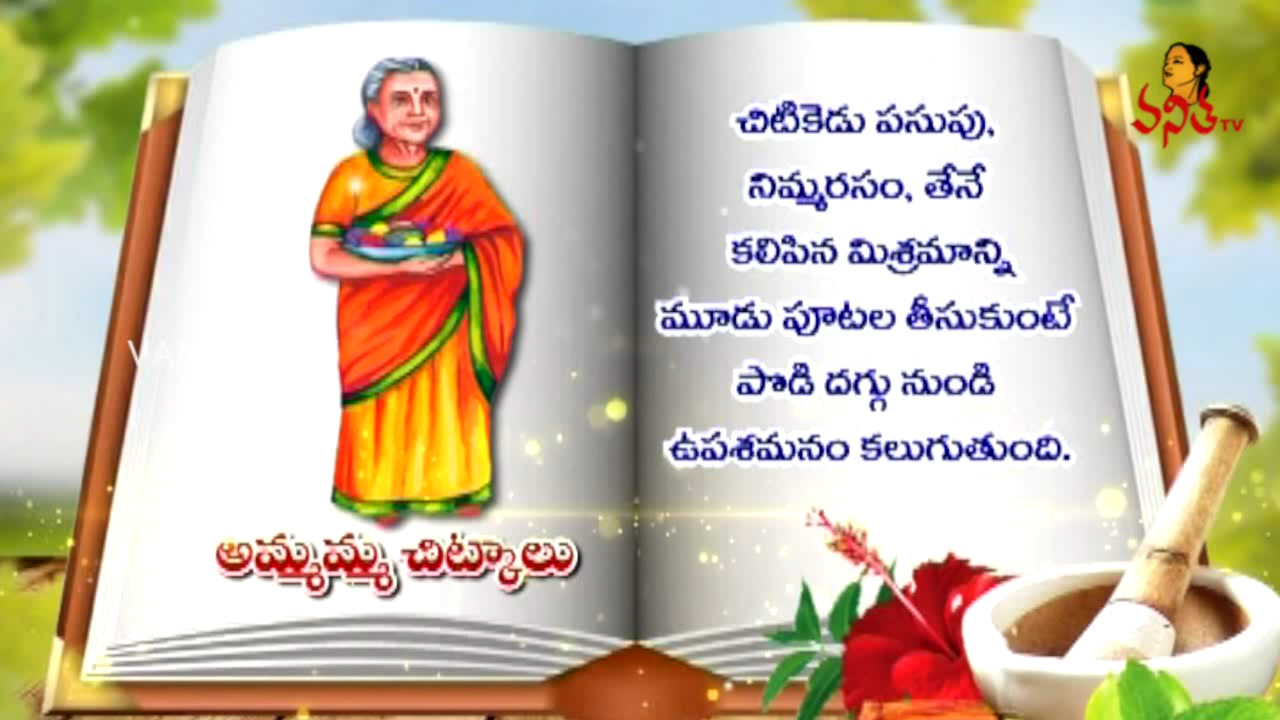 చిటికెడు పసుపు,
నిమ్మరసం, తేనే
కలిపిన మిశ్రమాన్ని
మూడు పూటల తీసుకుంటే
పొడి దగ్గు నుండి
ఉపశమనం కలుగుతుంది.
అమ్మమ్మ చిట్కాలు
వనిత TV